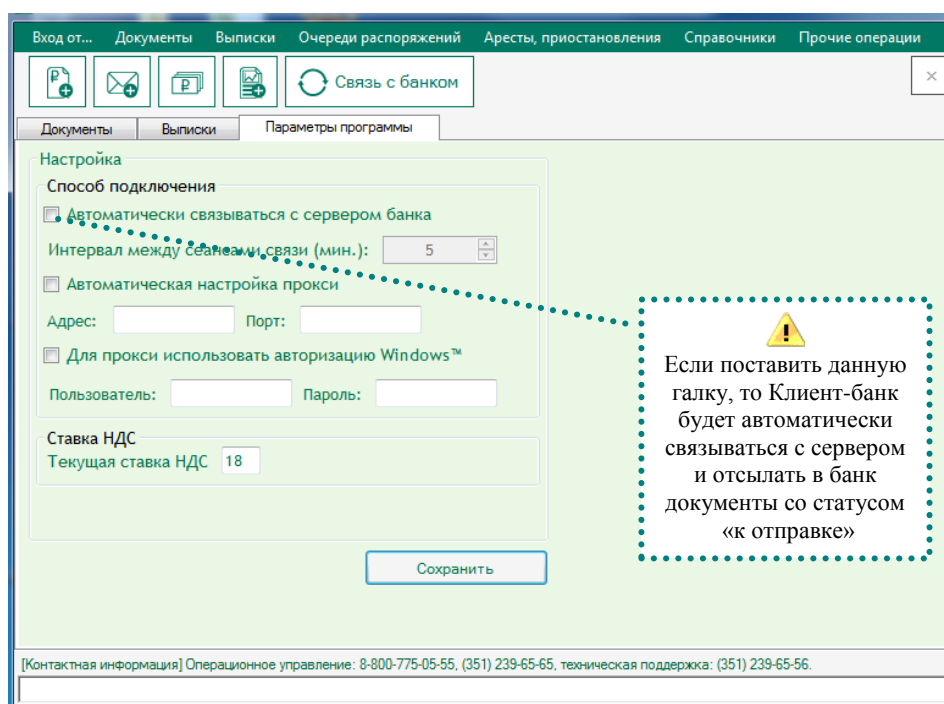 Вход от... Документы Выписки Очереди распоряжений Аресты, приостановления Справочники Прочие операции
Связь с банком
Документы Выписки Параметры программы
Настройка
Способ подключения
Автоматически связываться с сервером банка
Интервал между сеансами связи (мин.): 5
Автоматическая настройка прокси
Адрес: Порт:
Для прокси использовать авторизацию Windows™
Пользователь: Пароль:
Ставка НДС
Текущая ставка НДС 18
Сохранить
Если поставить данную
галку, то Клиент-банк
будет автоматически
связываться с сервером
и отсылать в банк
документы со статусом
«к отправке»
[Контактная информация] Операционное управление: 8-800-775-05-55, (351) 239-65-65, техническая поддержка: (351) 239-65-56.